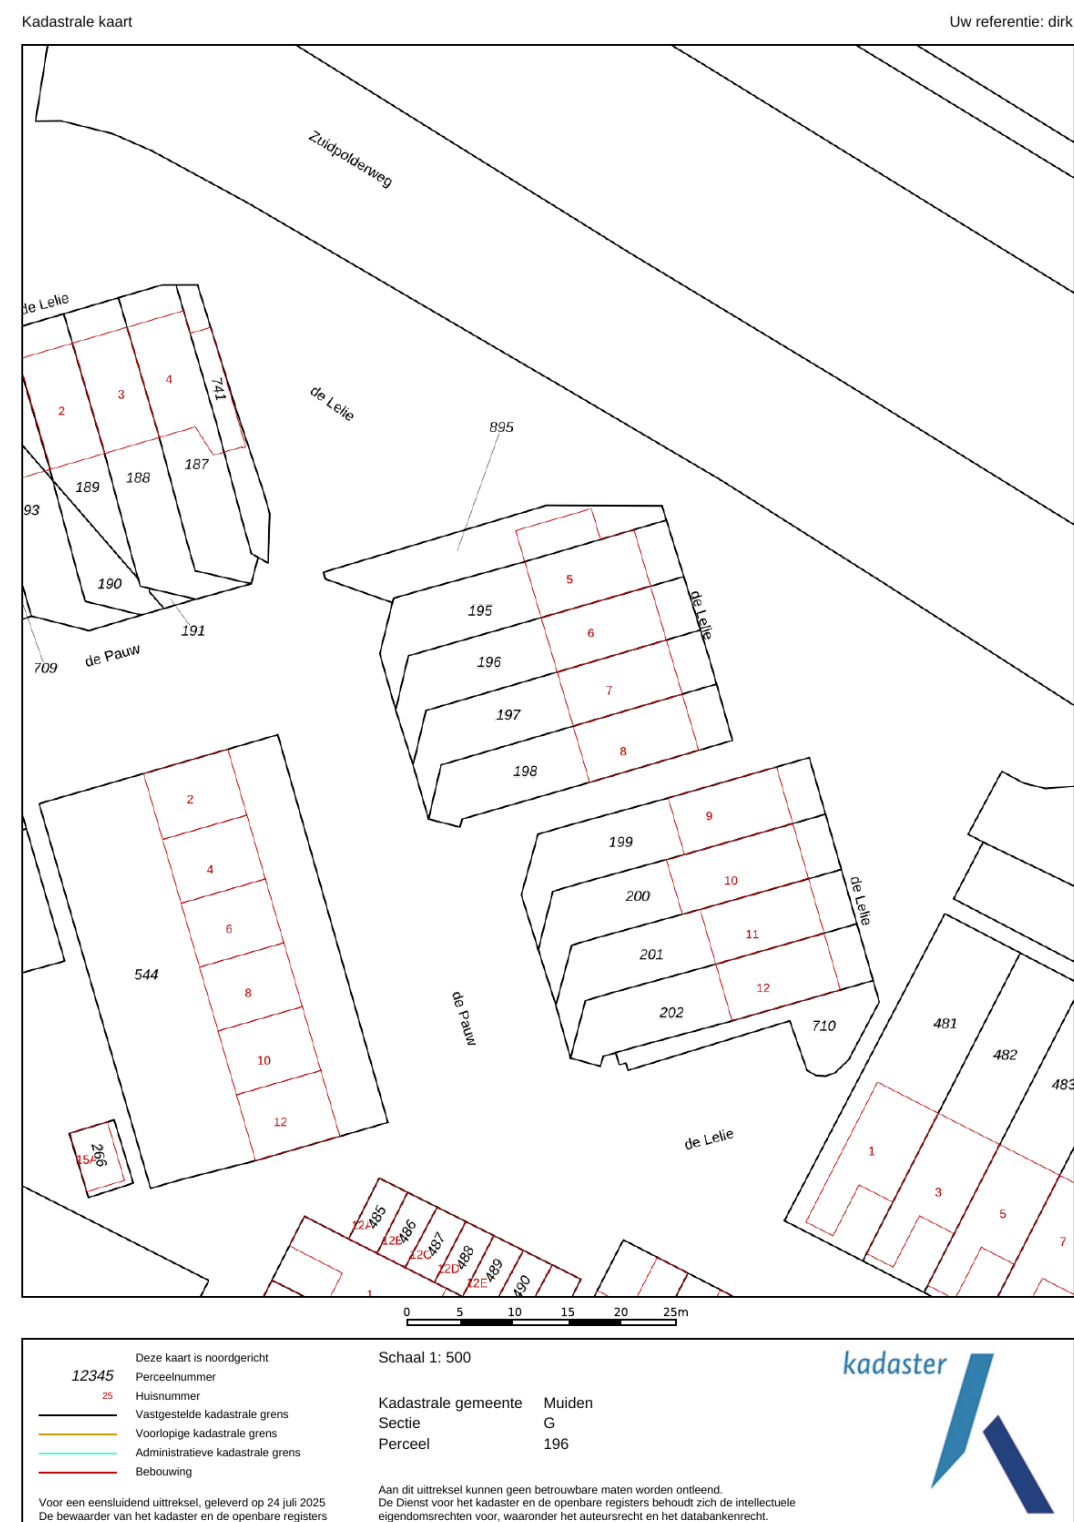 Kadastrale kaart
Uw referentie: dirk
Zuidpolderweg
de Lelie
4
741
3
2
de Lelie
895
187
188
189
93
5
190
195
de Lelie
191
6
de Pauw
196
709
7
197
8
198
2
9
199
4
10
200
de Lelie
6
11
201
544
8
12
202
de Pauw
710
481
10
482
483
12
de Lelie
266
15A
1
3
5
7
485
12A
486
12B
487
12C
488
12D
489
12E
490
1
0 5 10 15 20 25m
Deze kaart is noordgericht
12345 Perceelnummer
25 Huisnummer
Vastgestelde kadastrale grens
Voorlopige kadastrale grens
Administratieve kadastrale grens
Bebouwing
Voor een eensluidend uittreksel, geleverd op 24 juli 2025
De bewaarder van het kadaster en de openbare registers
Schaal 1: 500
Kadastrale gemeente Muiden
Sectie G
Perceel 196
Aan dit uittreksel kunnen geen betrouwbare maten worden ontleend.
De Dienst voor het kadaster en de openbare registers behoudt zich de intellectuele
eigendomsrechten voor, waaronder het auteursrecht en het databankenrecht.
kadaster